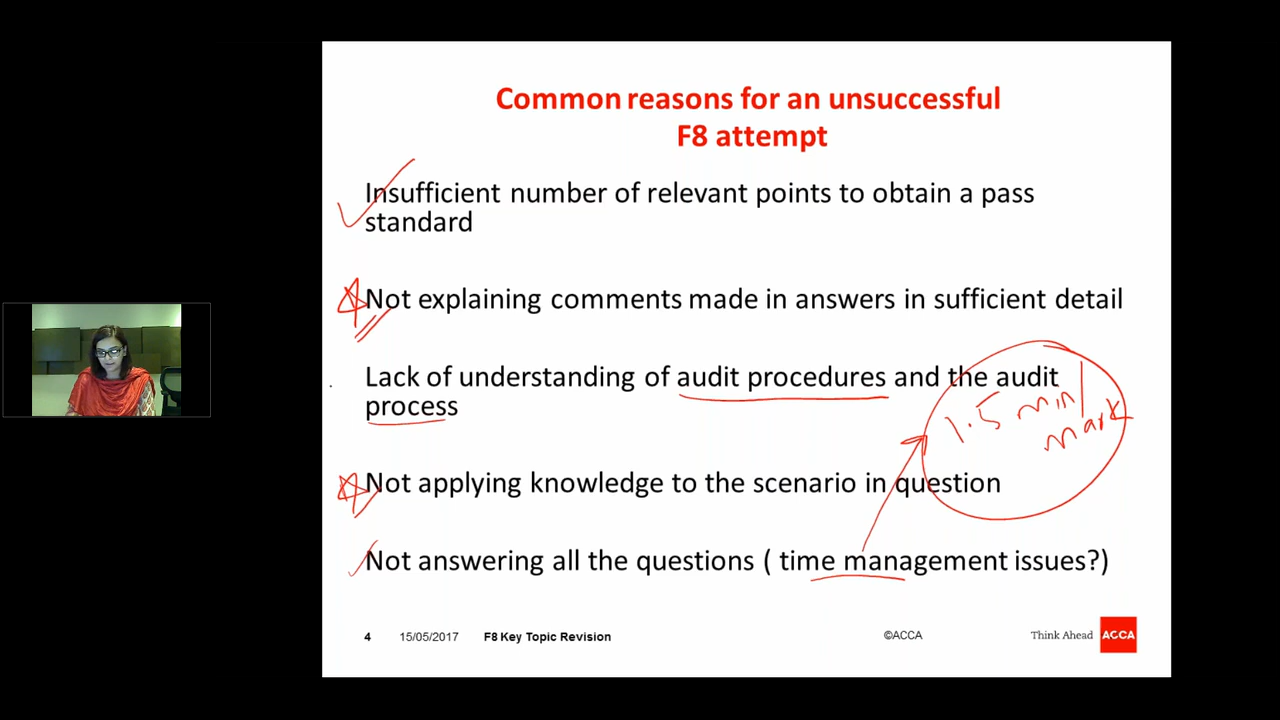 Common reasons for an unsuccessful
F8 attempt
Insufficient number of relevant points to obtain a pass
standard
Not explaining comments made in answers in sufficient detail
Lack of understanding of audit procedures and the audit
process
1.5 min/
mark
Not applying knowledge to the scenario in question
Not answering all the questions ( time management issues?)
4 15/05/2017 F8 Key Topic Revision ©ACCA Think Ahead ACCA